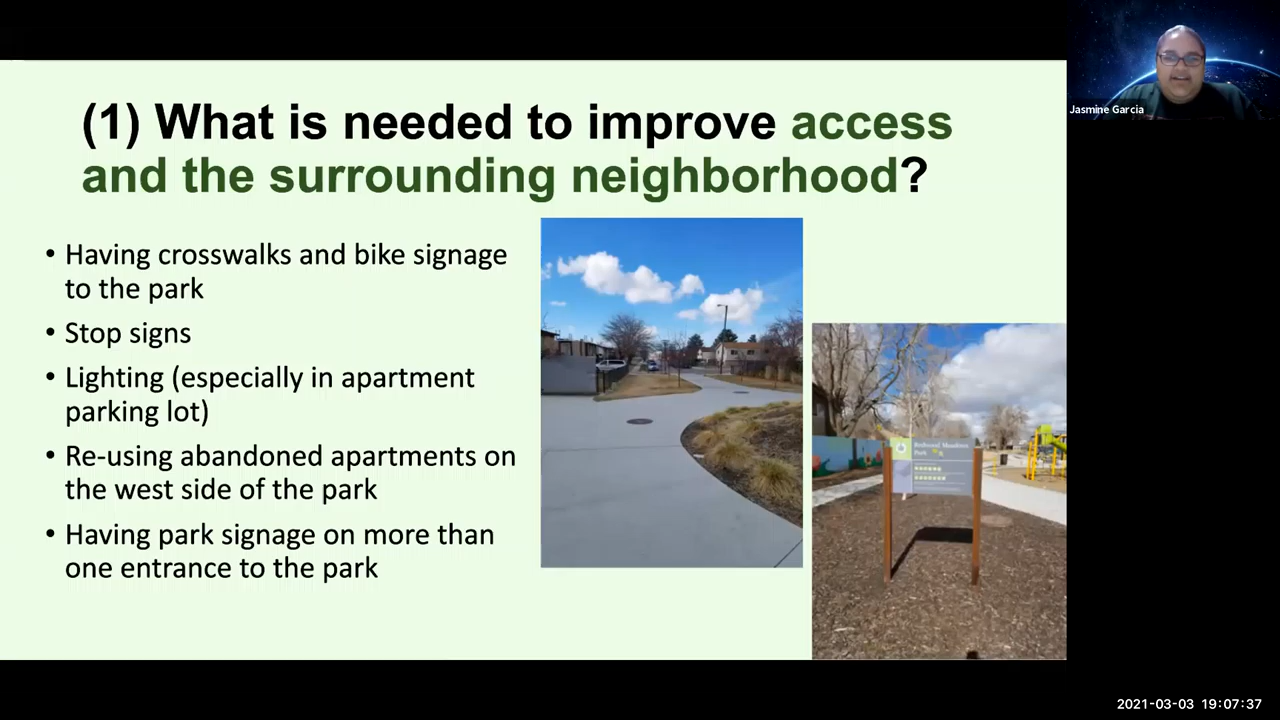 (1) What is needed to improve access
and the surrounding neighborhood?
• Having crosswalks and bike signage
to the park
• Stop signs
• Lighting (especially in apartment
parking lot)
• Re-using abandoned apartments on
the west side of the park
• Having park signage on more than
one entrance to the park
Redwood Meadows
Park
Jasmine Garcia
2021-03-03 19:07:37